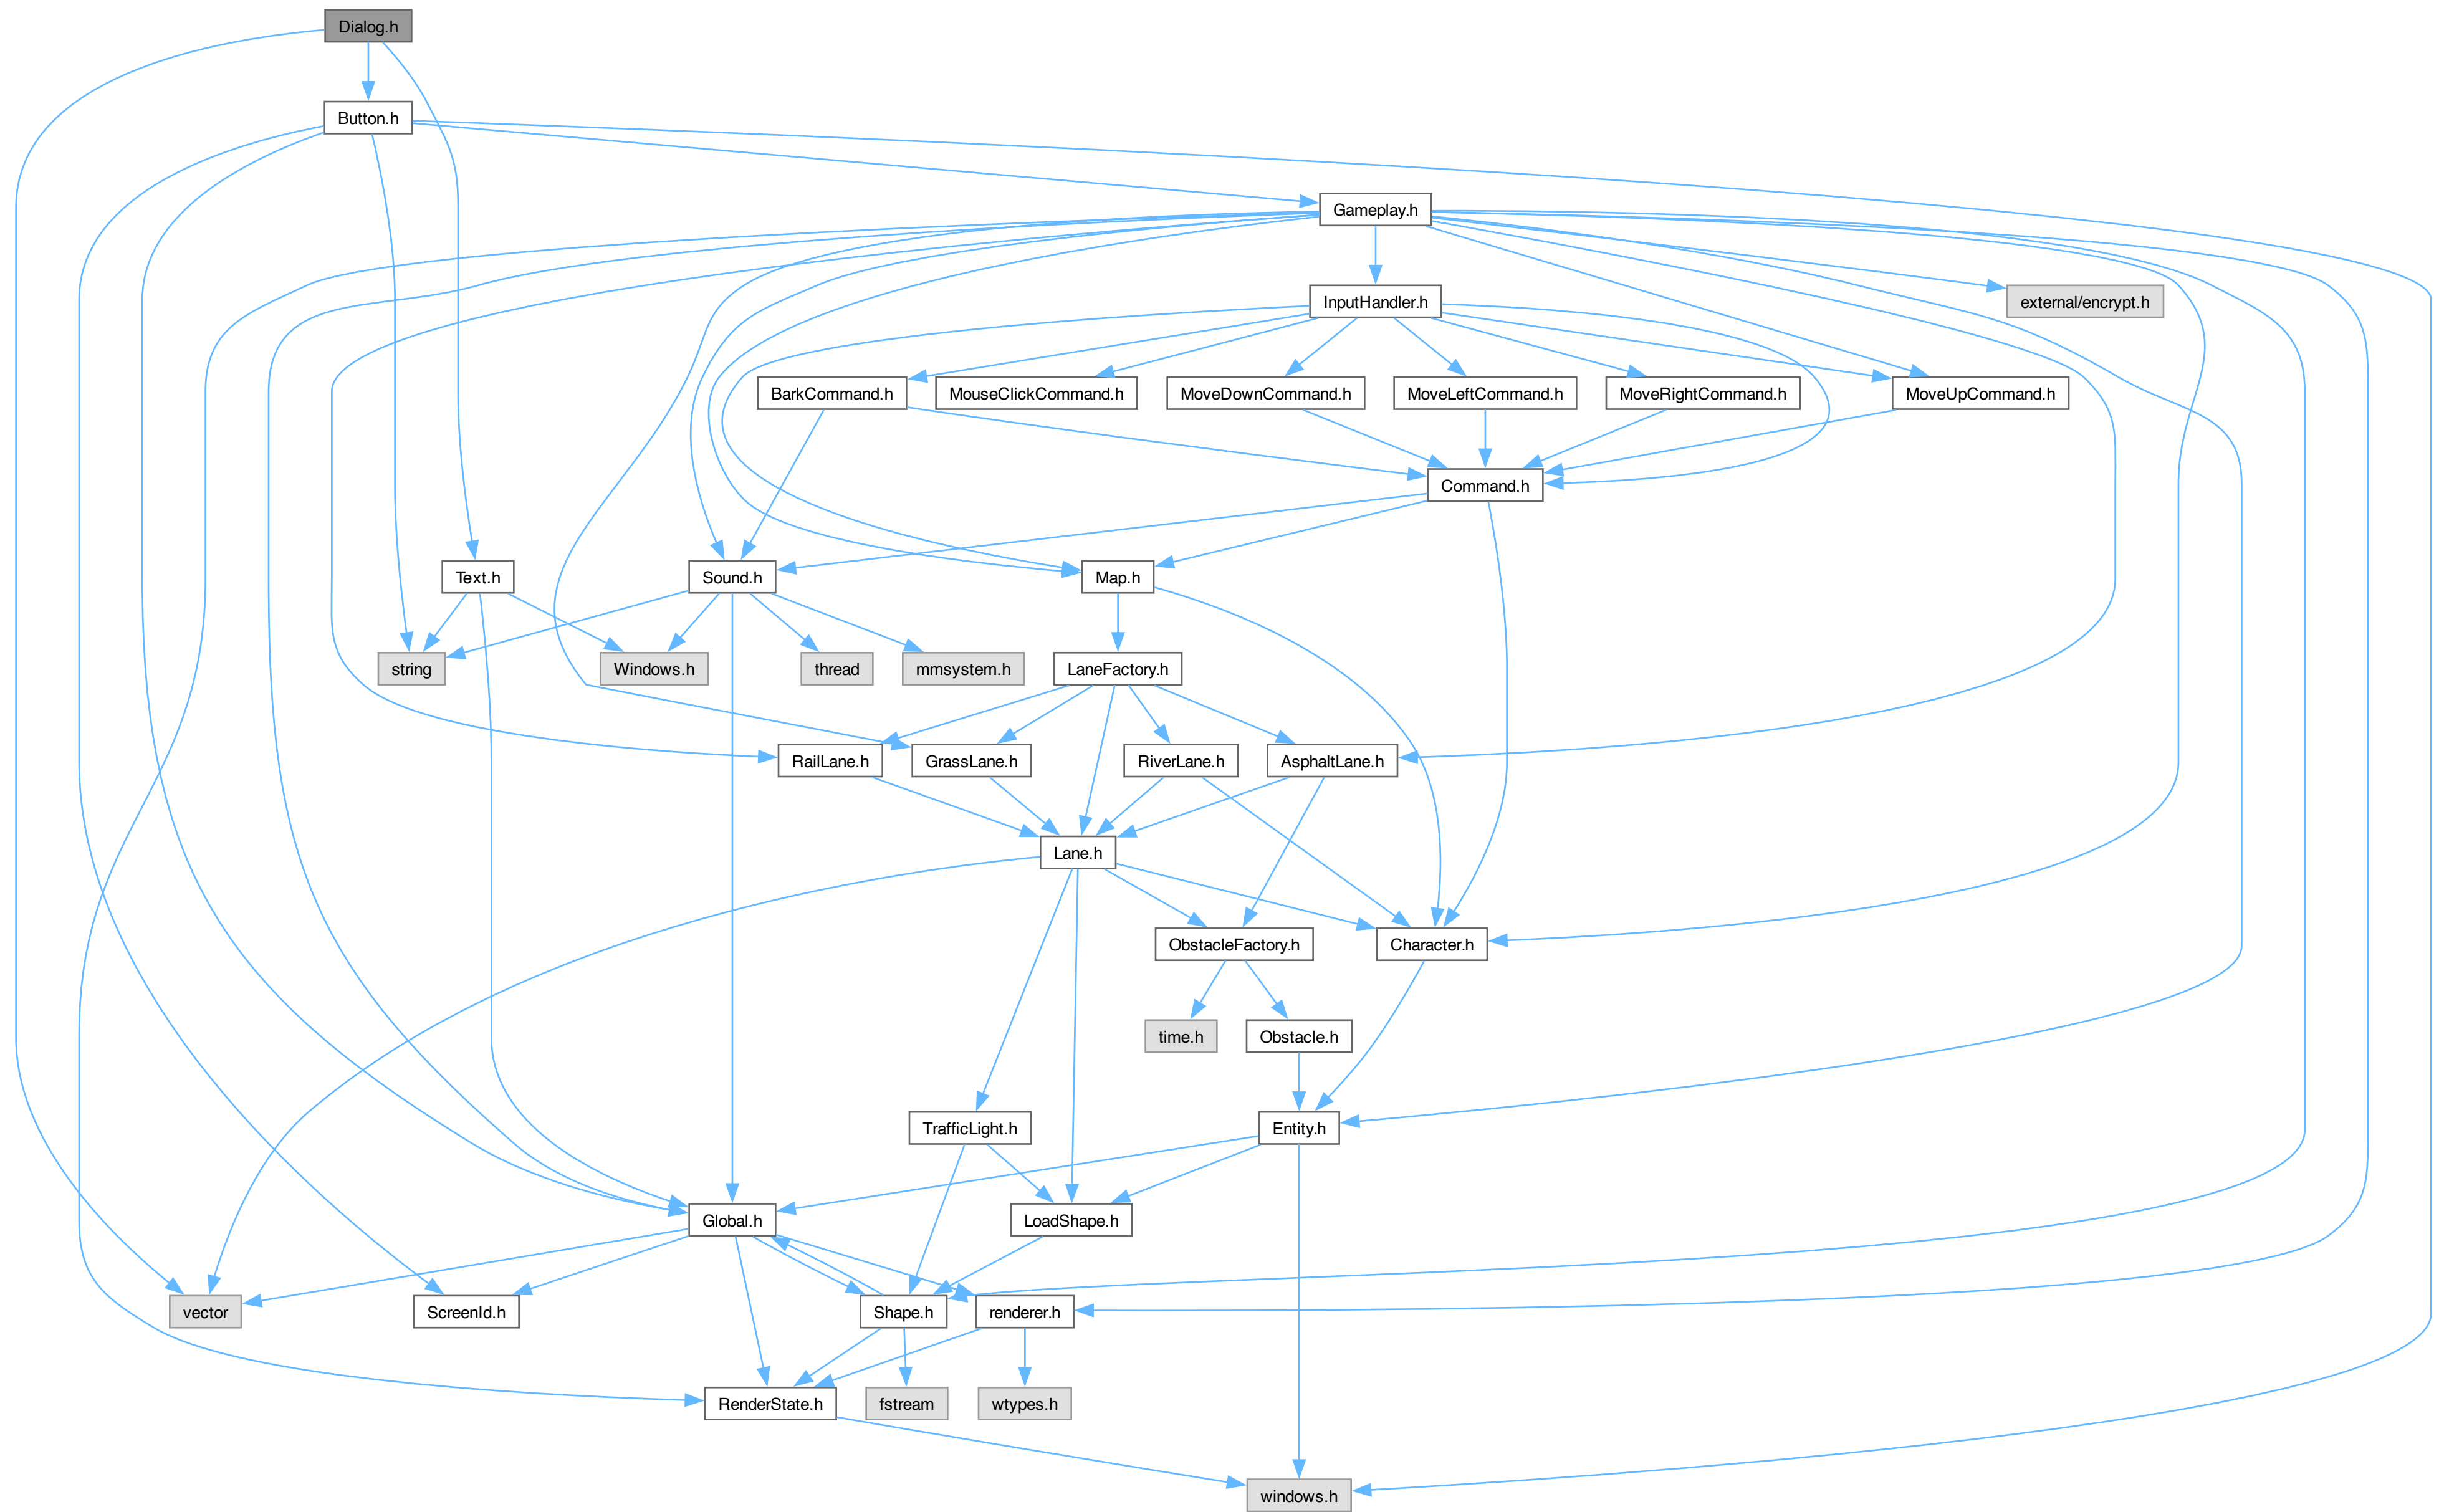 Dialog.h
Button.h
Gameplay.h
InputHandler.h
external/encrypt.h
BarkCommand.h
MouseClickCommand.h
MoveDownCommand.h
MoveLeftCommand.h
MoveRightCommand.h
MoveUpCommand.h
Command.h
Text.h
Sound.h
Map.h
string
Windows.h
thread
mmsystem.h
LaneFactory.h
RailLane.h
GrassLane.h
RiverLane.h
AsphaltLane.h
Lane.h
ObstacleFactory.h
Character.h
time.h
Obstacle.h
TrafficLight.h
Entity.h
Global.h
LoadShape.h
vector
ScreenId.h
Shape.h
renderer.h
RenderState.h
fstream
wtypes.h
windows.h